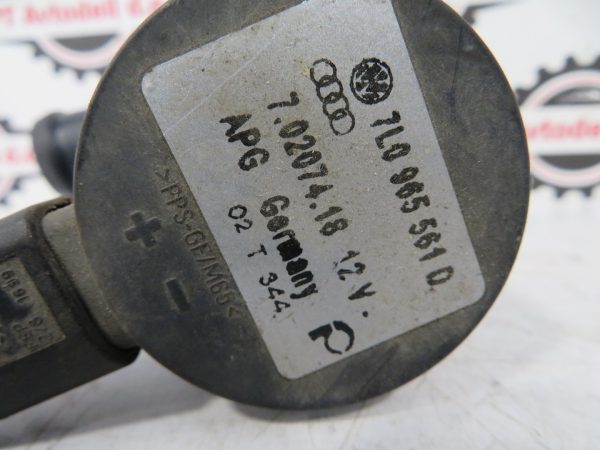 7L0 965 561 D
7.02074.18 12 V.
APG Germany
02 T 344
>PPS-GF/M65<
+ -